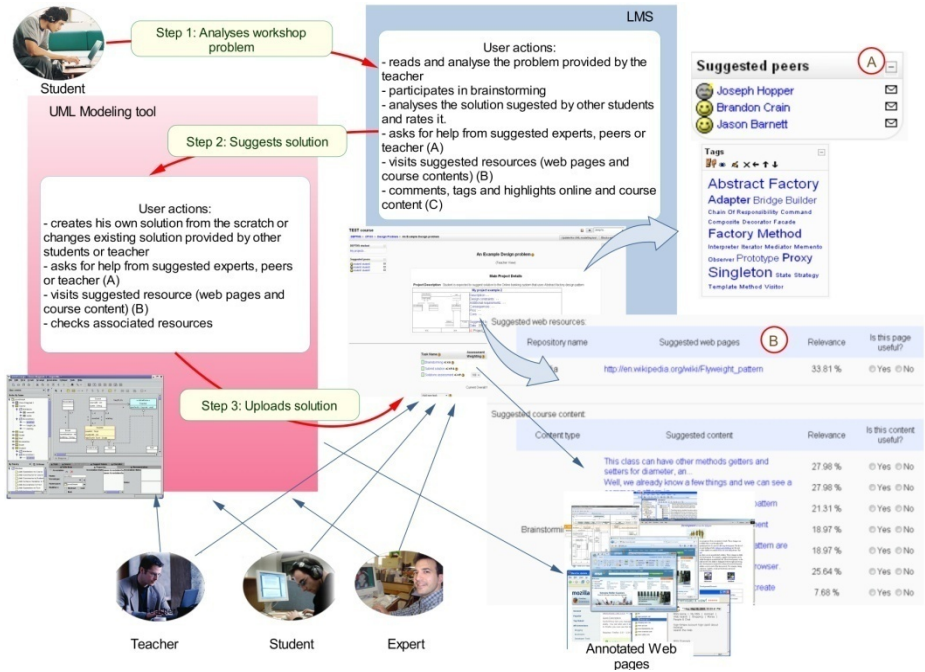 Step 1: Analyses workshop
problem
Student
LMS
User actions:
- reads and analyse the problem provided by the
teacher
- participates in brainstorming
- analyses the solution sugested by other students
and rates it.
- asks for help from suggested experts, peers or
teacher (A)
- visits suggested resources (web pages and
course contents) (B)
- comments, tags and highlights online and course
content (C)
UML Modeling tool
Step 2: Suggests solution
User actions:
- creates his own solution from the scratch or
changes existing solution provided by other
students or teacher
- asks for help from suggested experts, peers
or teacher (A)
- visits suggested resource (web pages and
course content) (B)
- checks associated resources
Step 3: Uploads solution
A
Suggested peers
Joseph Hopper
Brandon Crain
Jason Barnett
Tags
Abstract Factory
Adapter Bridge Builder
Chain Of Responsibility Command
Composite Decorator Facade
Factory Method
Interpreter Iterator Mediator Memento
Observer Prototype Proxy
Singleton State Strategy
Template Method Visitor
TEST course
An Example Design problem
Main Project Details
Suggested web resources:
B
Repository name Suggested web pages Relevance Is this page
useful?
a http://en.wikipedia.org/wiki/Flyweight_pattern 33.81 % Yes No
Suggested course content:
Content type Suggested content Relevance Is this content
useful?
This class can have other methods getters and
setters for diameter, an... 27.98 % Yes No
Well, we already know a few things and we can see a
27.98 % Yes No
pattern 21.31 % Yes No
Brainstorm
18.97 % Yes No
pattern are 18.97 % Yes No
browser. 25.64 % Yes No
create 7.68 % Yes No
mozilla
Teacher
Student
Expert
Annotated Web
pages